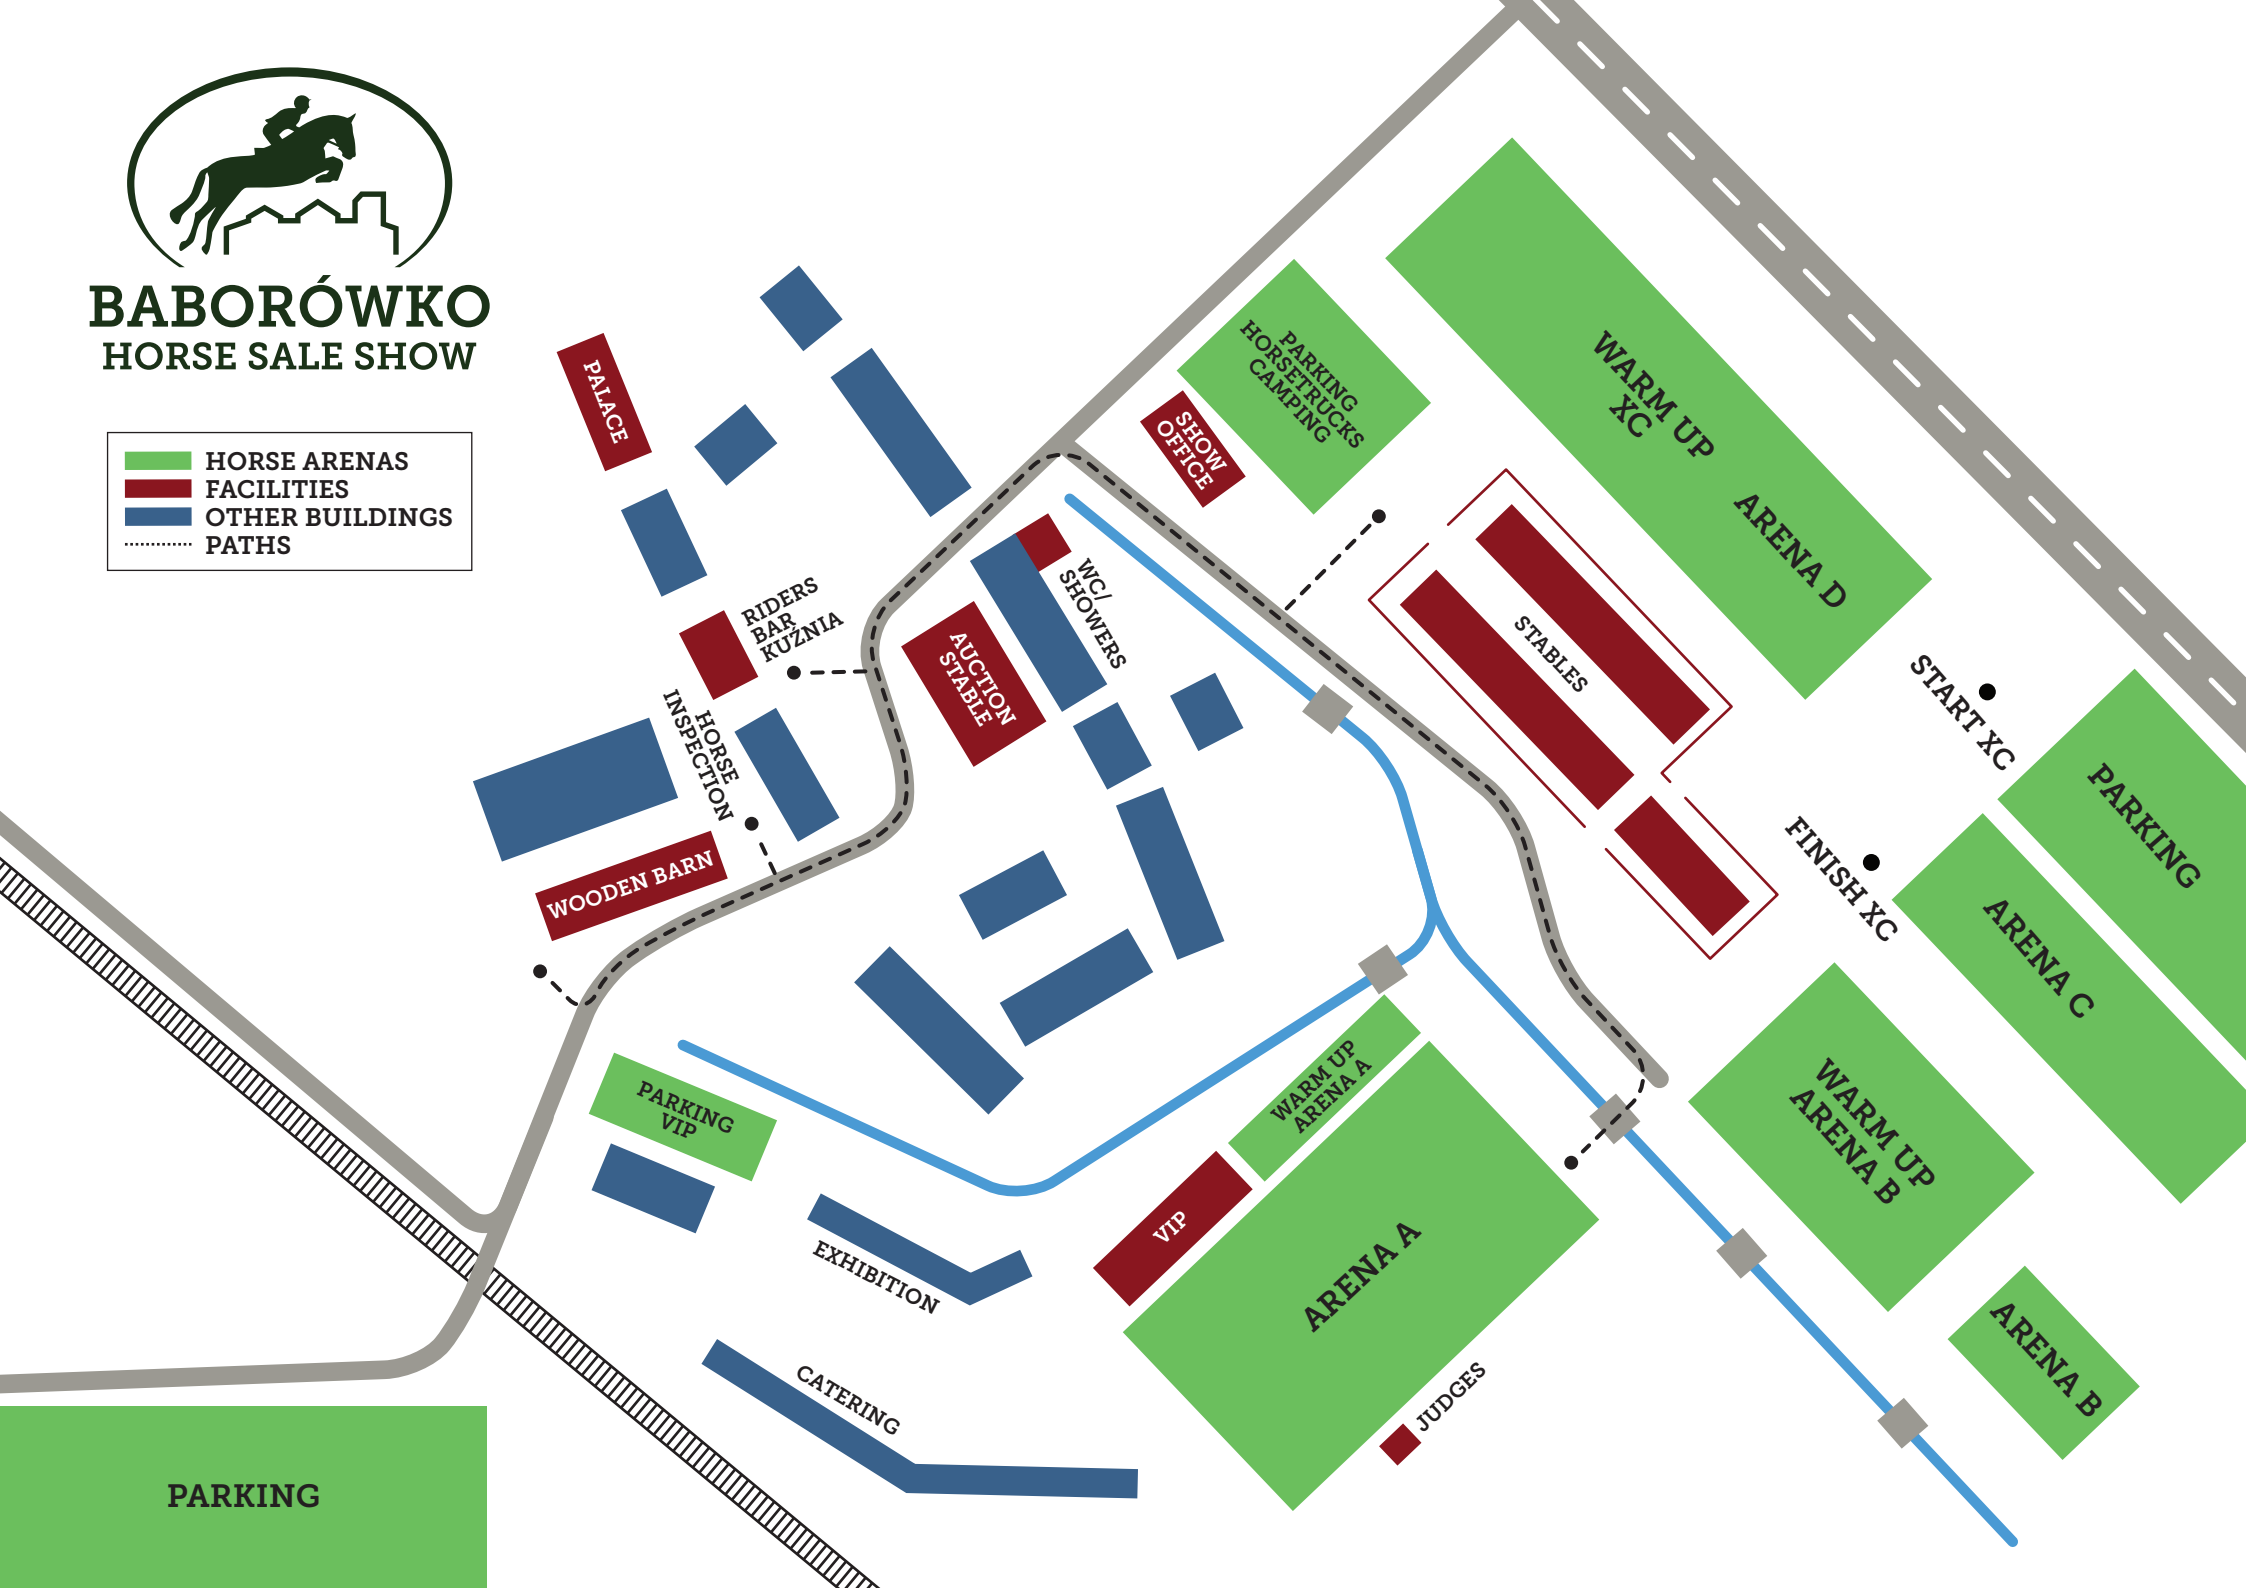 BABORÓWKO
HORSE SALE SHOW
HORSE ARENAS
FACILITIES
OTHER BUILDINGS
PATHS
PALACE
RIDERS
BAR
KUŹNIA
HORSE
INSPECTION
WOODEN BARN
AUCTION
STABLE
WC/
SHOWERS
SHOW
OFFICE
PARKING
HORSETRUCKS
CAMPING
WARM UP
XC
ARENA D
STABLES
START XC
FINISH XC
PARKING
ARENA C
WARM UP
ARENA B
ARENA B
WARM UP
ARENA A
VIP
ARENA A
JUDGES
PARKING
VIP
EXHIBITION
CATERING
PARKING